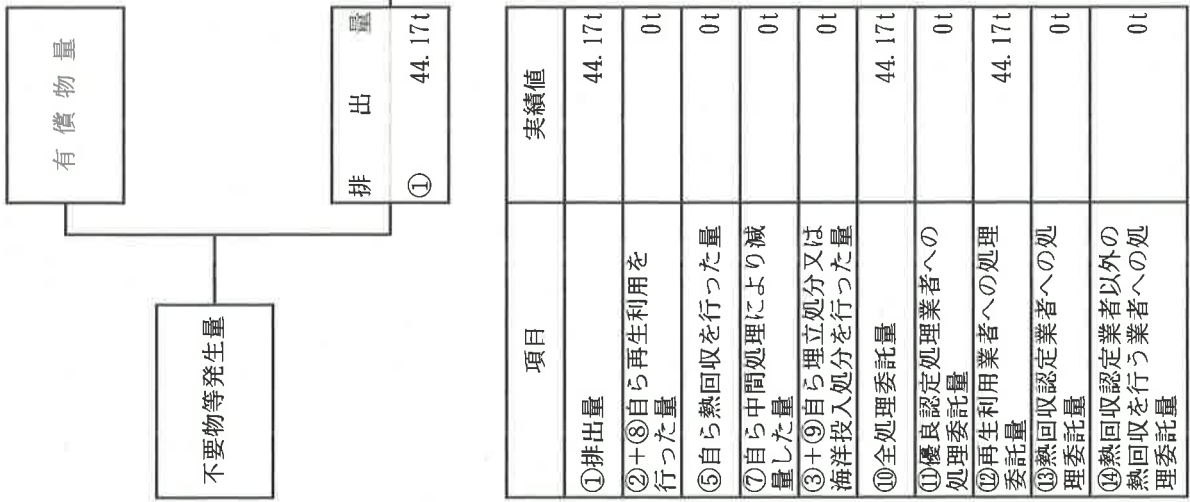 有償物量
不要物等発生量
排出量
① 44.17t
項目 実績値
①排出量 44.17t
②+⑧自ら再生利用を
行った量 0t
⑤自ら熱回収を行った量 0t
⑦自ら中間処理により減
量した量 0t
③+⑨自ら埋立処分又は
海洋投入処分を行った量 0t
⑩全処理委託量 44.17t
⑪優良認定処理業者への
処理委託量 0t
⑫再生利用業者への処理
委託量 44.17t
⑬熱回収認定業者への処
理委託量 0t
⑭熱回収認定業者以外の
熱回収を行う業者への処
理委託量 0t